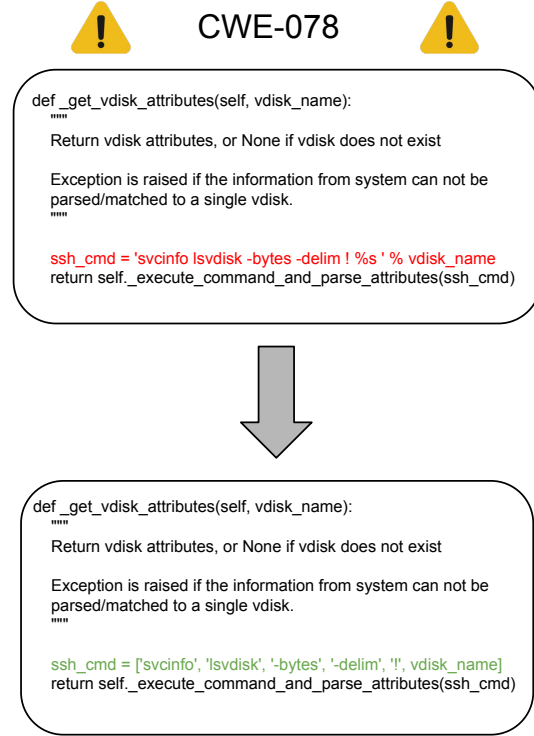 CWE-078
def _get_vdisk_attributes(self, vdisk_name):
"""
Return vdisk attributes, or None if vdisk does not exist
Exception is raised if the information from system can not be
parsed/matched to a single vdisk.
"""
ssh_cmd = 'svcinfo lsvdisk -bytes -delim ! %s ' % vdisk_name
return self._execute_command_and_parse_attributes(ssh_cmd)
def _get_vdisk_attributes(self, vdisk_name):
"""
Return vdisk attributes, or None if vdisk does not exist
Exception is raised if the information from system can not be
parsed/matched to a single vdisk.
"""
ssh_cmd = ['svcinfo', 'lsvdisk', '-bytes', '-delim', '!', vdisk_name]
return self._execute_command_and_parse_attributes(ssh_cmd)